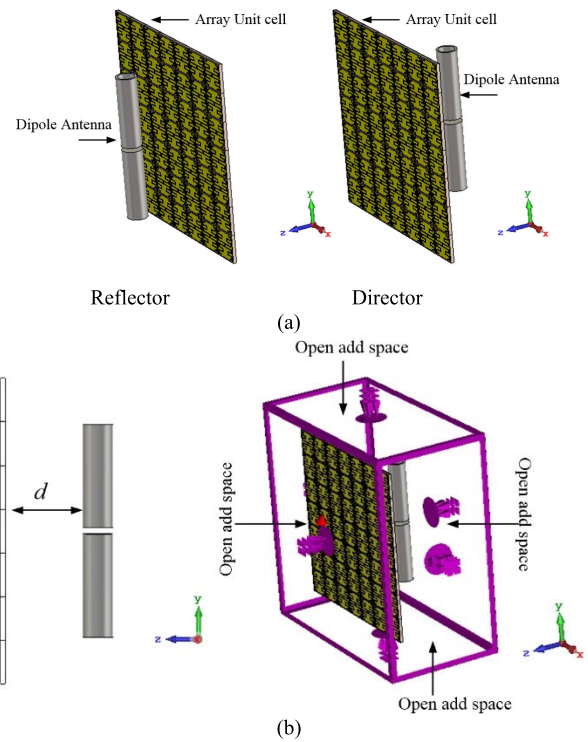 Array Unit cell
Array Unit cell
Dipole Antenna
Dipole Antenna
y
z
x
y
z
x
Reflector
Director
(a)
Open add space
d
Open add space
Open add space
y
z
y
z
x
Open add space
(b)